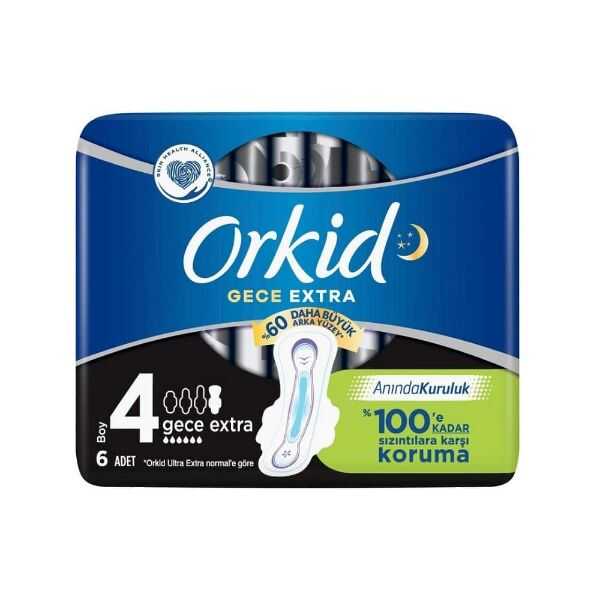 SKIN HEALTH ALLIANCE
Orkid
GECE EXTRA
%60 DAHA BÜYÜK
ARKA YÜZEY*
AnındaKuruluk
%100'e
KADAR
sızıntılara karşı
koruma
Boy 4
gece extra
6 ADET
*Orkid Ultra Extra normal'e göre